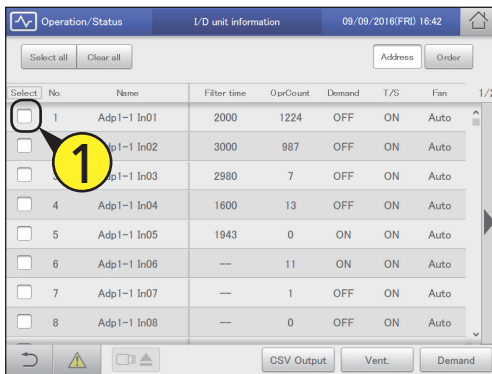 Operation/Status I/D unit information 09/09/2016(FRI) 16:42
Select all Clear all Address Order
Select No. Name Filter time OprCount Demand T/S Fan 1/2
1 Adp1-1 In01 2000 1224 OFF ON Auto
p1-1 In02 3000 987 OFF ON Auto
p1-1 In03 2980 7 OFF ON Auto
1
4 Adp1-1 In04 1600 13 OFF ON Auto
5 Adp1-1 In05 1943 0 ON ON Auto
6 Adp1-1 In06 -- 11 ON ON Auto
7 Adp1-1 In07 -- 1 OFF ON Auto
8 Adp1-1 In08 -- 0 OFF ON Auto
CSV Output Vent. Demand